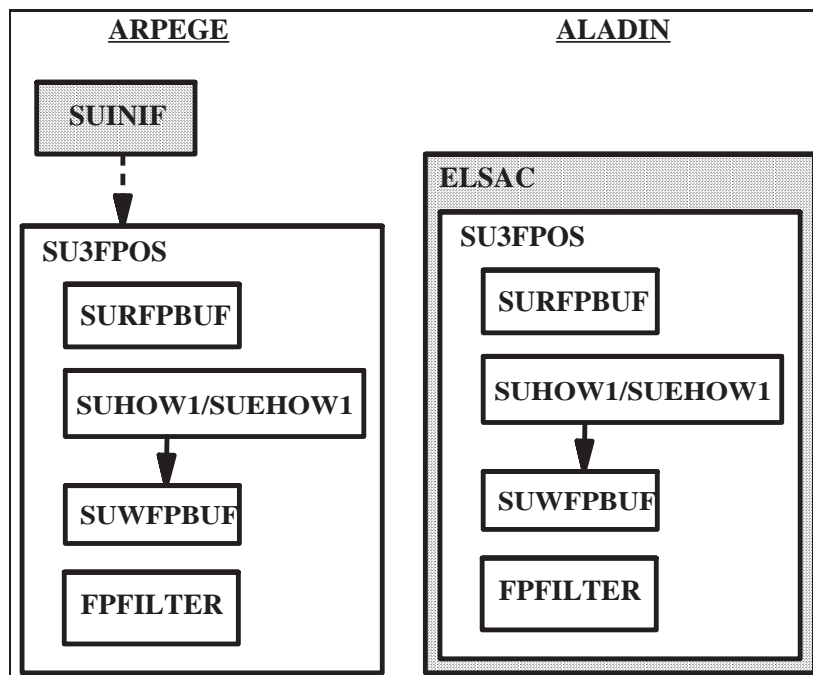 ARPEGE
SUINIF
SU3FPOS
SURFPBUF
SUHOW1/SUEHOW1
SUWFPBUF
FPFILTER
ALADIN
ELSAC
SU3FPOS
SURFPBUF
SUHOW1/SUEHOW1
SUWFPBUF
FPFILTER